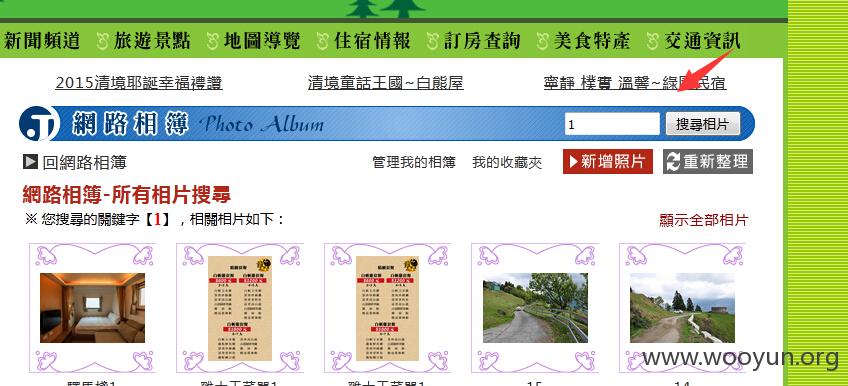 新聞頻道 旅遊景點 地圖導覽 住宿情報 訂房查詢 美食特產 交通資訊
2015清境耶誕幸福禮讚 清境童話王國~白熊屋 寧靜 樸實 溫馨~綠園民宿
網路相簿 Photo Album 1 搜尋相片
回網路相簿 管理我的相簿 我的收藏夾 新增照片 重新整理
網路相簿-所有相片搜尋
※ 您搜尋的關鍵字【1】，相關相片如下： 顯示全部相片
www.wooyun.org
15 14